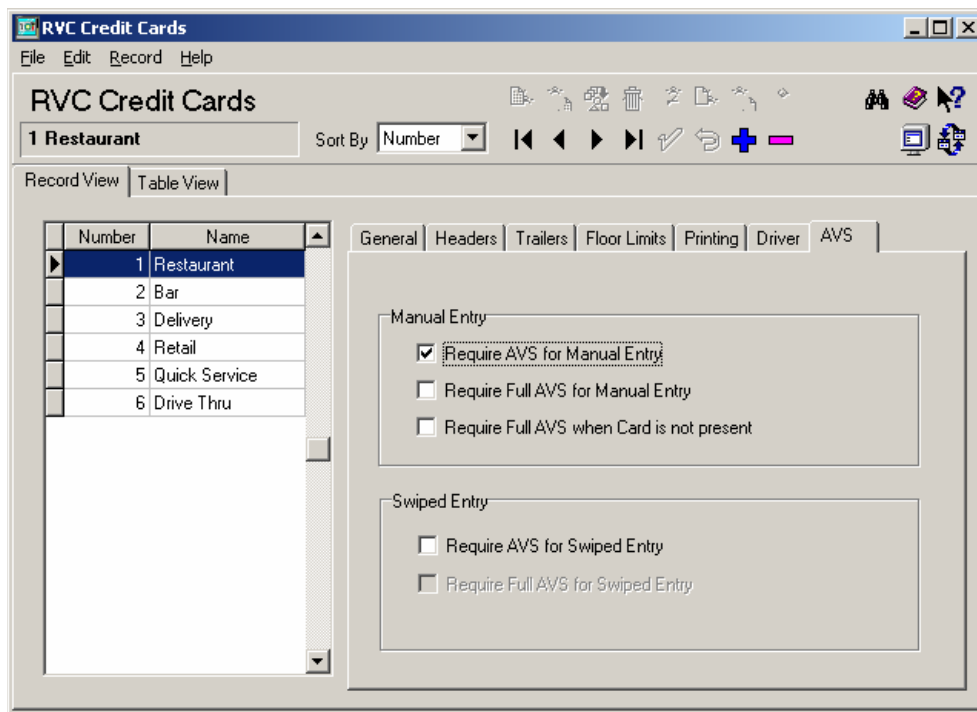 RVC Credit Cards
File Edit Record Help
RVC Credit Cards
1 Restaurant
Sort By Number
Record View Table View
Number Name
1 Restaurant
2 Bar
3 Delivery
4 Retail
5 Quick Service
6 Drive Thru
General Headers Trailers Floor Limits Printing Driver AVS
Manual Entry
Require AVS for Manual Entry
Require Full AVS for Manual Entry
Require Full AVS when Card is not present
Swiped Entry
Require AVS for Swiped Entry
Require Full AVS for Swiped Entry